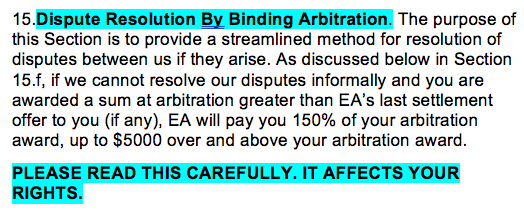 15.Dispute Resolution By Binding Arbitration. The purpose of
this Section is to provide a streamlined method for resolution of
disputes between us if they arise. As discussed below in Section
15.f, if we cannot resolve our disputes informally and you are
awarded a sum at arbitration greater than EA's last settlement
offer to you (if any), EA will pay you 150% of your arbitration
award, up to $5000 over and above your arbitration award.
PLEASE READ THIS CAREFULLY. IT AFFECTS YOUR
RIGHTS.